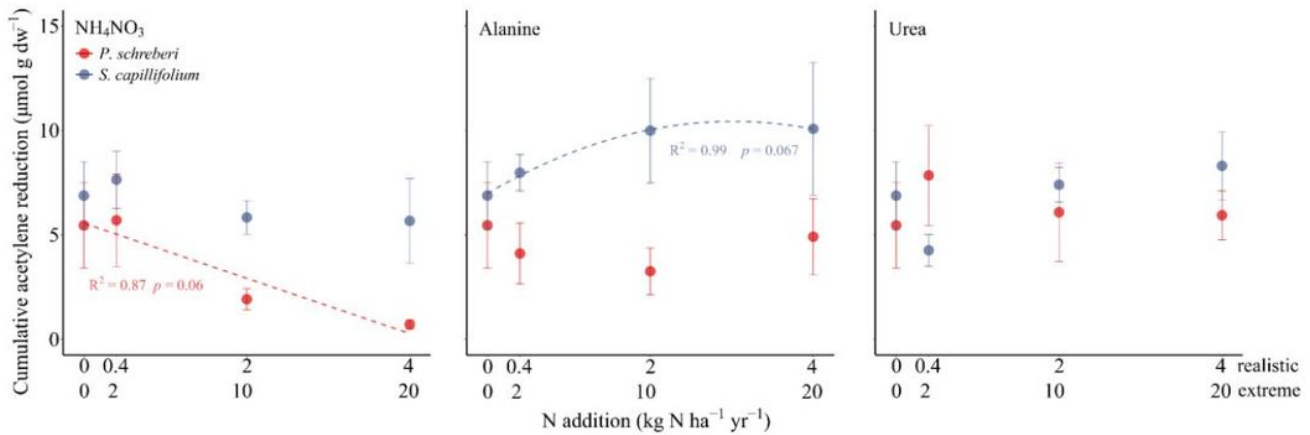 Cumulative acetylene reduction (μmol g dw⁻¹)
15
10
5
0
NH₄NO₃
P. schreberi
S. capillifolium
R² = 0.87 p = 0.06
0 0.4 2 4
0 2 10 20
Alanine
R² = 0.99 p = 0.067
0 0.4 2 4
0 2 10 20
Urea
0 0.4 2 4 realistic
0 2 10 20 extreme
N addition (kg N ha⁻¹ yr⁻¹)